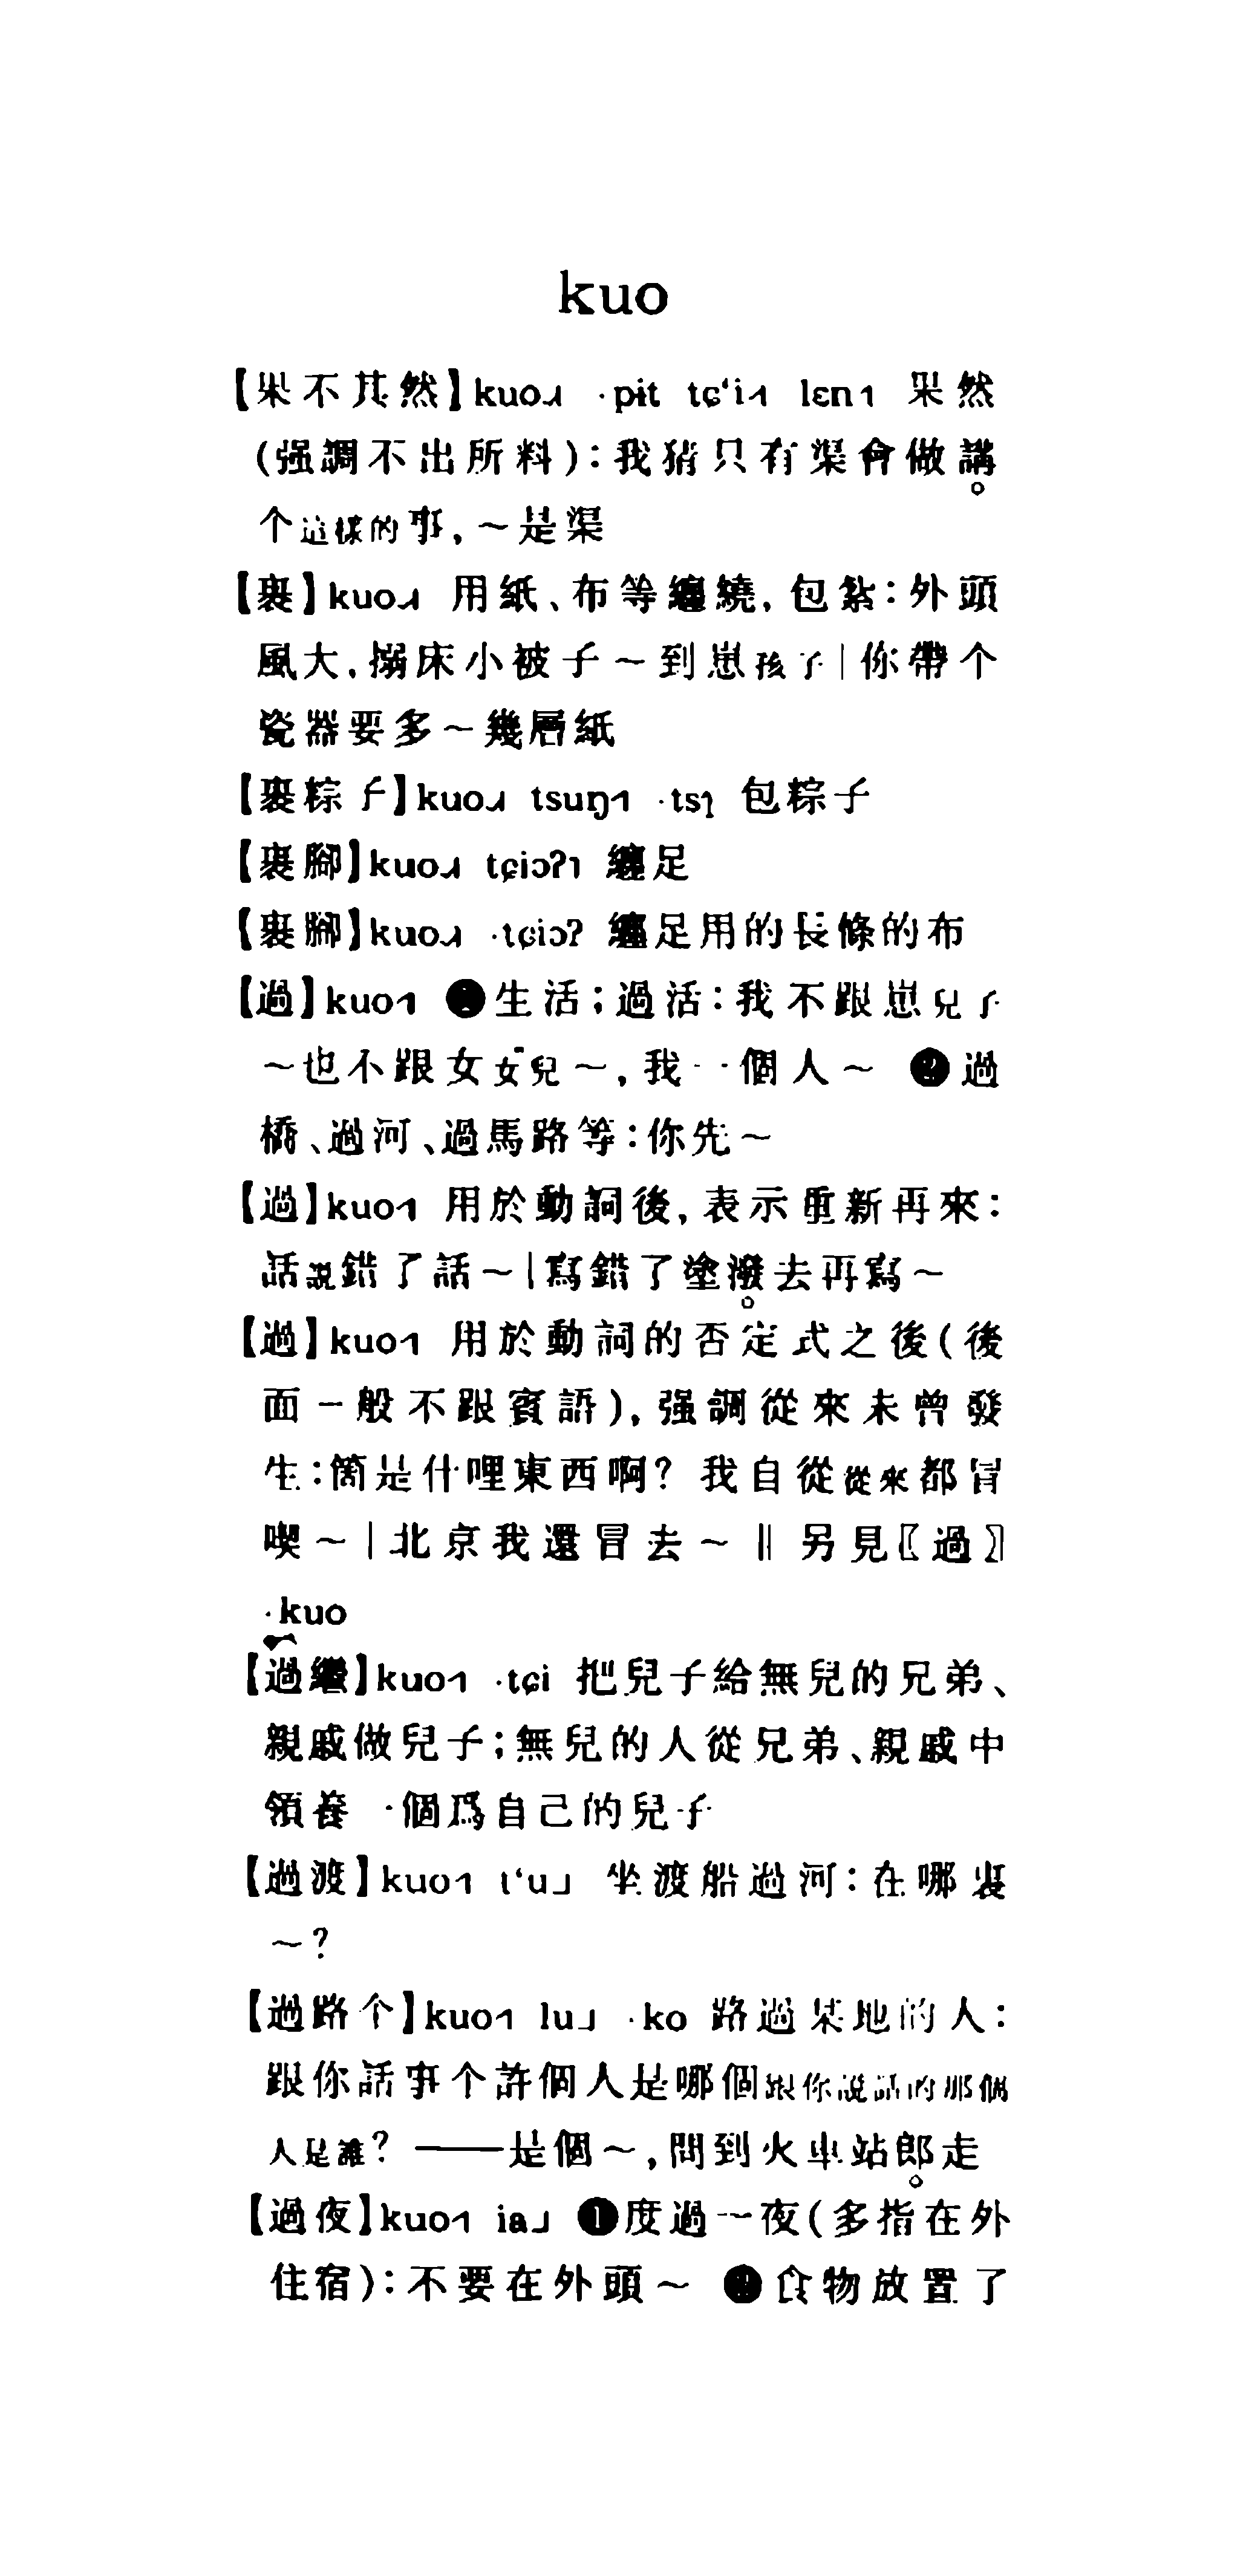 kuo
【果不其然】kuo˨˩˧ ·pit tɕ‘i˧˥ lɛn˦˥ 果然
(强調不出所料)：我猜只有渠會做講
个這樣的事，～是渠
【裹】kuo˨˩˧ 用紙、布等纏繞，包紮：外頭
風大，搦床小被子～到崽孩子｜你帶个
瓷器要多～幾層紙
【裹粽子】kuo˨˩˧ tsuŋ˧˥ ·tsɿ 包粽子
【裹腳】kuo˨˩˧ tɕiɔʔ˥ 纏足
【裹腳】kuo˨˩˧ ·tɕiɔʔ 纏足用的長條的布
【過】kuo˧˥ ❶生活；過活：我不跟崽兒子
～也不跟女女兒～，我一個人～ ❷過
橋、過河、過馬路等：你先～
【過】kuo˧˥ 用於動詞後，表示重新再來：
話説錯了話～｜寫錯了塗潑去再寫～
【過】kuo˧˥ 用於動詞的否定式之後(後
面一般不跟賓語)，强調從來未曾發
生：箇是什哩東西啊？ 我自從從來都冒
喫～｜北京我還冒去～ ‖ 另見〖過〗
·kuo
【過繼】kuo˧˥ ·tɕi 把兒子給無兒的兄弟、
親戚做兒子；無兒的人從兄弟、親戚中
領養一個爲自己的兒子
【過渡】kuo˧˥ t‘u˨˩ 坐渡船過河：在哪裏
～？
【過路个】kuo˧˥ lu˨˩ ·ko 路過某地的人：
跟你話事个許個人是哪個跟你説話的那個
人是誰？ ——是個～，問到火車站郎走
【過夜】kuo˧˥ ia˨˩ ❶度過一夜(多指在外
住宿)：不要在外頭～ ❷食物放置了